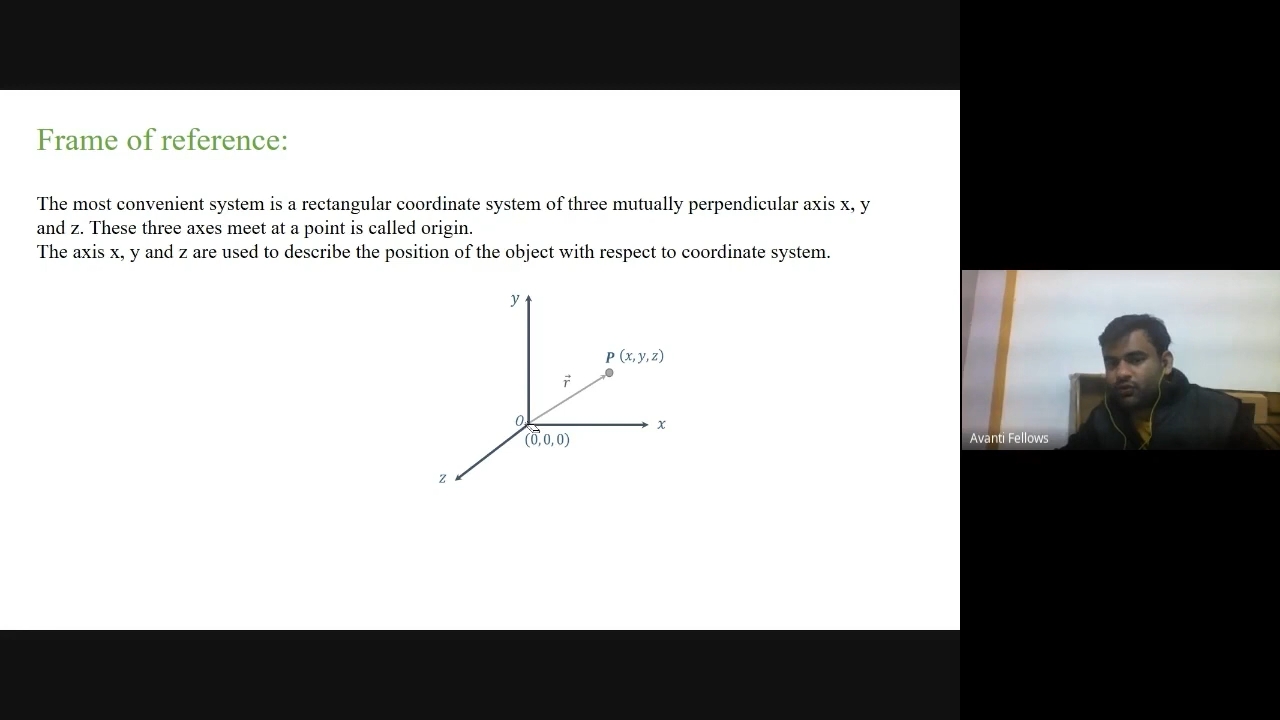 Frame of reference:
The most convenient system is a rectangular coordinate system of three mutually perpendicular axis x, y
and z. These three axes meet at a point is called origin.
The axis x, y and z are used to describe the position of the object with respect to coordinate system.
y
P (x, y, z)
r⃗
O
x
(0, 0, 0)
z
Avanti Fellows